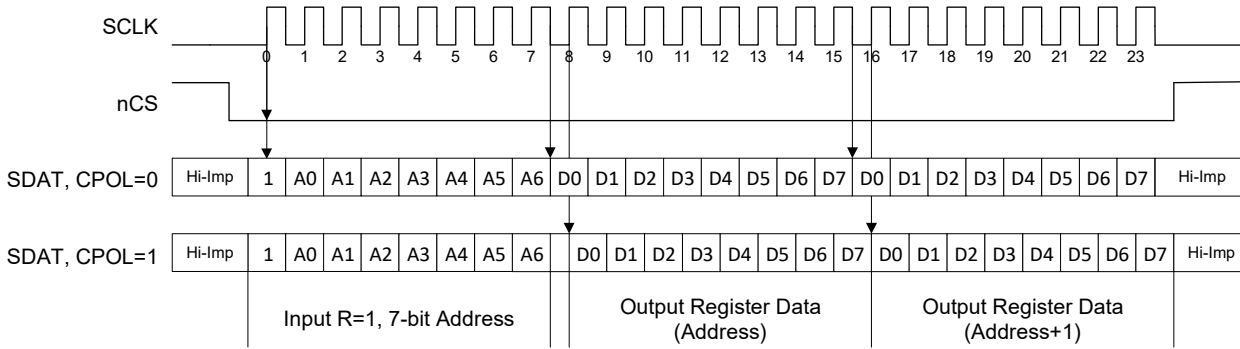 SCLK
0 1 2 3 4 5 6 7 8 9 10 11 12 13 14 15 16 17 18 19 20 21 22 23
nCS
SDAT, CPOL=0 Hi-Imp 1 A0 A1 A2 A3 A4 A5 A6 D0 D1 D2 D3 D4 D5 D6 D7 D0 D1 D2 D3 D4 D5 D6 D7 Hi-Imp
SDAT, CPOL=1 Hi-Imp 1 A0 A1 A2 A3 A4 A5 A6 D0 D1 D2 D3 D4 D5 D6 D7 D0 D1 D2 D3 D4 D5 D6 D7 Hi-Imp
Input R=1, 7-bit Address
Output Register Data
(Address)
Output Register Data
(Address+1)